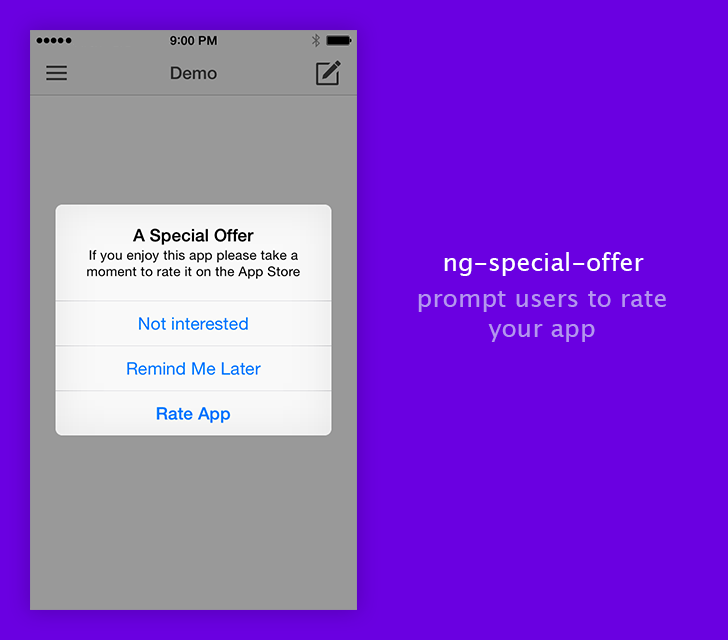 9:00 PM
Demo
A Special Offer
If you enjoy this app please take a
moment to rate it on the App Store
Not interested
Remind Me Later
Rate App
ng-special-offer
prompt users to rate
your app